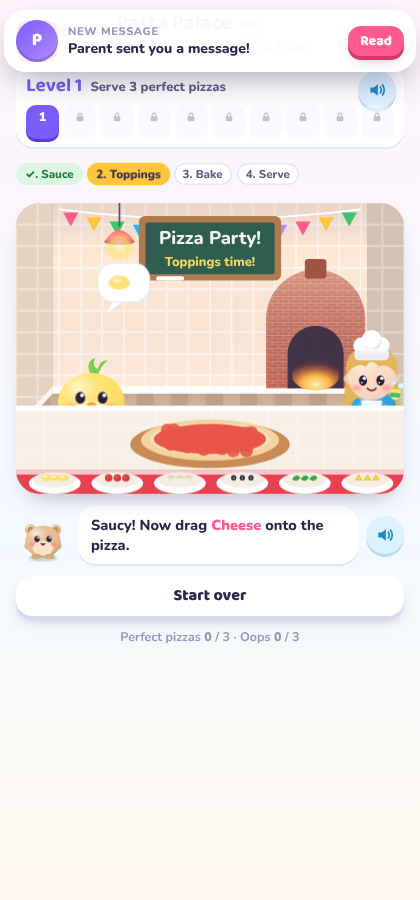 Pasta Palace
P
NEW MESSAGE
Parent sent you a message!
Read
Level 1 Serve 3 perfect pizzas
1
✓. Sauce
2. Toppings
3. Bake
4. Serve
Pizza Party!
Toppings time!
Saucy! Now drag Cheese onto the
pizza.
Start over
Perfect pizzas 0 / 3 · Oops 0 / 3